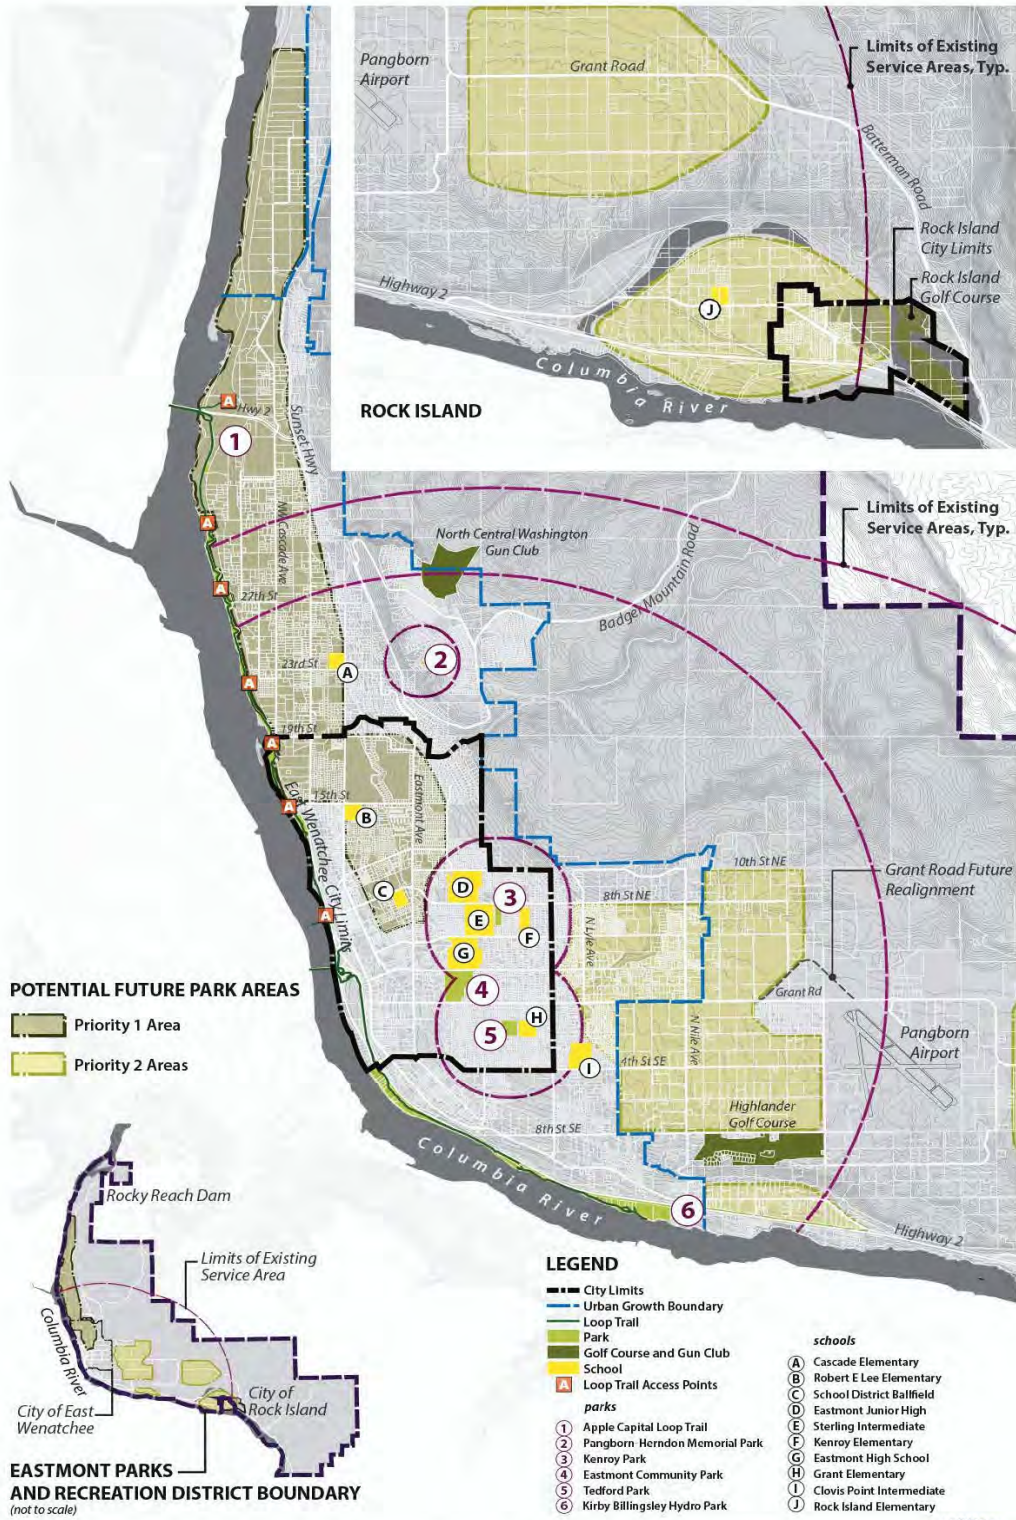 Pangborn
Airport
Grant Road
Limits of Existing
Service Areas, Typ.
Batterman Road
Rock Island
City Limits
Rock Island
Golf Course
Highway 2
J
Columbia River
ROCK ISLAND
A
Hwy 2
1
Sunset Hwy
NW Cascade Ave
Limits of Existing
Service Areas, Typ.
North Central Washington
Gun Club
Badger Mountain Road
A
A
27th St
23rd St
A
2
A
19th St
A
15th St
Eastmont Ave
A
B
East Wenatchee City Limits
10th St NE
Grant Road Future
Realignment
C
D
3
8th St NE
A
E
F
N Lyle Ave
G
4
Grant Rd
5
H
N Nile Ave
Pangborn
Airport
I
4th St SE
Highlander
Golf Course
8th St SE
Columbia River
6
Highway 2
POTENTIAL FUTURE PARK AREAS
Priority 1 Area
Priority 2 Areas
Rocky Reach Dam
Limits of Existing
Service Area
Columbia River
City of East
Wenatchee
City of
Rock Island
EASTMONT PARKS
AND RECREATION DISTRICT BOUNDARY
(not to scale)
LEGEND
City Limits
Urban Growth Boundary
Loop Trail
Park
Golf Course and Gun Club
School
A Loop Trail Access Points
parks
1 Apple Capital Loop Trail
2 Pangborn Herndon Memorial Park
3 Kenroy Park
4 Eastmont Community Park
5 Tedford Park
6 Kirby Billingsley Hydro Park
schools
A Cascade Elementary
B Robert E Lee Elementary
C School District Ballfield
D Eastmont Junior High
E Sterling Intermediate
F Kenroy Elementary
G Eastmont High School
H Grant Elementary
I Clovis Point Intermediate
J Rock Island Elementary